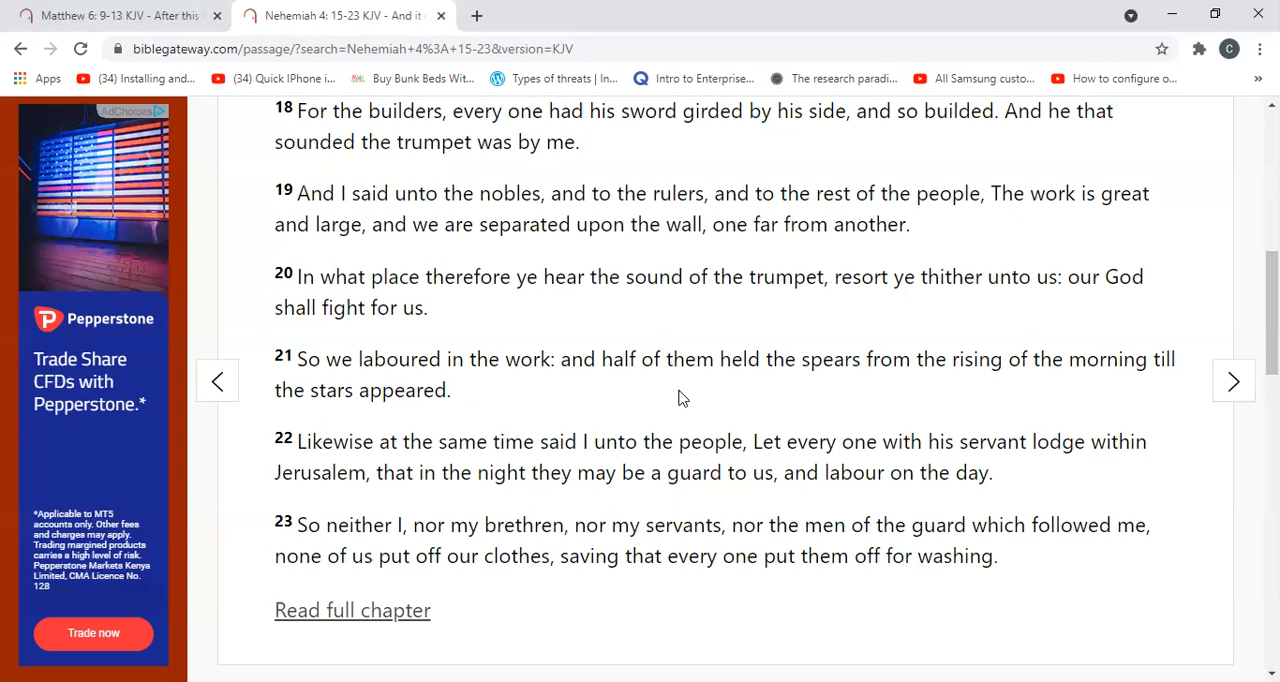 Matthew 6: 9-13 KJV - After this
Nehemiah 4: 15-23 KJV - And it
biblegateway.com/passage/?search=Nehemiah+4%3A+15-23&version=KJV
C
Apps
(34) Installing and...
(34) Quick IPhone i...
Buy Bunk Beds Wit...
Types of threats | In...
Intro to Enterprise...
The research paradi...
All Samsung custo...
How to configure o...
»
AdChoices
Pepperstone
Trade Share
CFDs with
Pepperstone.*
*Applicable to MT5
accounts only. Other fees
and charges may apply.
Trading margined products
carries a high level of risk.
Pepperstone Markets Kenya
Limited, CMA Licence No.
128
Trade now
18 For the builders, every one had his sword girded by his side, and so builded. And he that
sounded the trumpet was by me.
19 And I said unto the nobles, and to the rulers, and to the rest of the people, The work is great
and large, and we are separated upon the wall, one far from another.
20 In what place therefore ye hear the sound of the trumpet, resort ye thither unto us: our God
shall fight for us.
21 So we laboured in the work: and half of them held the spears from the rising of the morning till
the stars appeared.
22 Likewise at the same time said I unto the people, Let every one with his servant lodge within
Jerusalem, that in the night they may be a guard to us, and labour on the day.
23 So neither I, nor my brethren, nor my servants, nor the men of the guard which followed me,
none of us put off our clothes, saving that every one put them off for washing.
Read full chapter